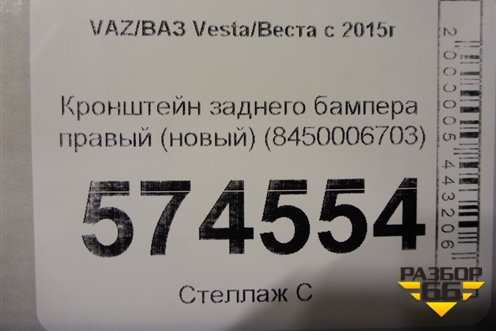 VAZ/ВАЗ Vesta/Веста с 2015г
Кронштейн заднего бампера
правый (новый) (8450006703)
574554
Стеллаж С
2000005443206
РАЗБОР
66